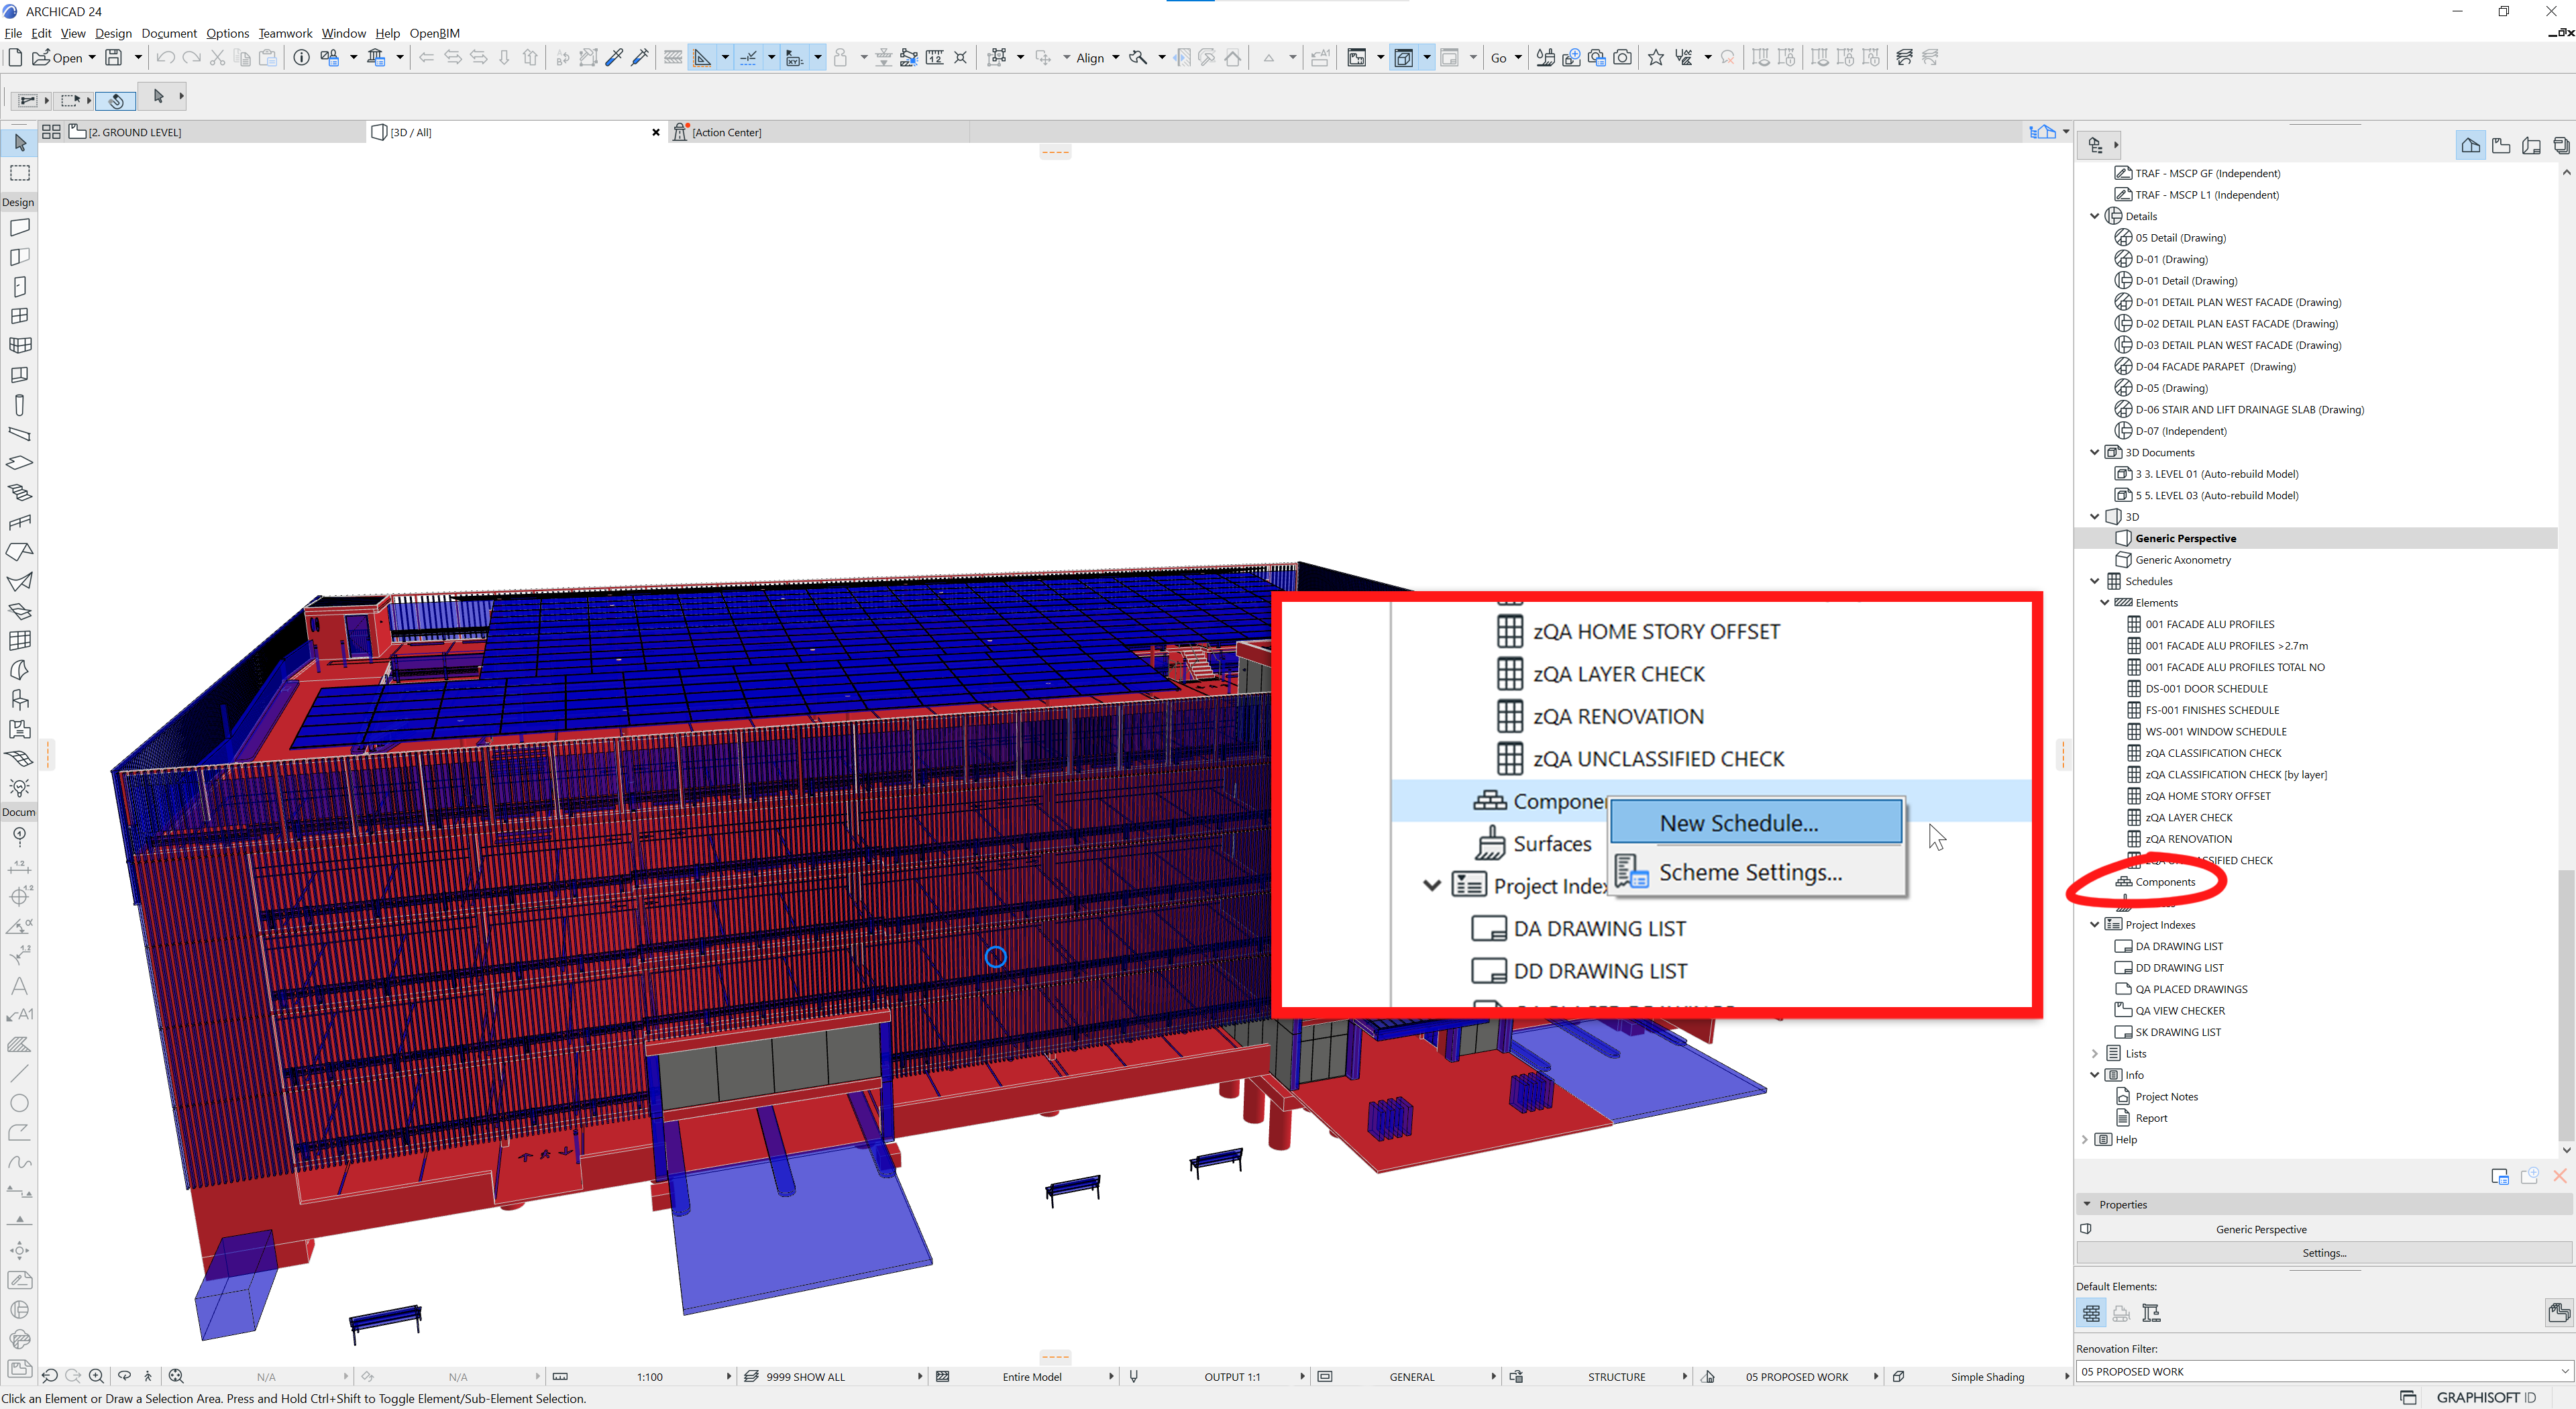 ARCHICAD 24
File Edit View Design Document Options Teamwork Window Help OpenBIM
Open
Align
Go
[2. GROUND LEVEL]
[3D / All]
[Action Center]
Design
Docum
TRAF - MSCP GF (Independent)
TRAF - MSCP L1 (Independent)
Details
05 Detail (Drawing)
D-01 (Drawing)
D-01 Detail (Drawing)
D-01 DETAIL PLAN WEST FACADE (Drawing)
D-02 DETAIL PLAN EAST FACADE (Drawing)
D-03 DETAIL PLAN WEST FACADE (Drawing)
D-04 FACADE PARAPET (Drawing)
D-05 (Drawing)
D-06 STAIR AND LIFT DRAINAGE SLAB (Drawing)
D-07 (Independent)
3D Documents
3 3. LEVEL 01 (Auto-rebuild Model)
5 5. LEVEL 03 (Auto-rebuild Model)
3D
Generic Perspective
Generic Axonometry
Schedules
Elements
001 FACADE ALU PROFILES
001 FACADE ALU PROFILES >2.7m
001 FACADE ALU PROFILES TOTAL NO
DS-001 DOOR SCHEDULE
FS-001 FINISHES SCHEDULE
WS-001 WINDOW SCHEDULE
zQA CLASSIFICATION CHECK
zQA CLASSIFICATION CHECK [by layer]
zQA HOME STORY OFFSET
zQA LAYER CHECK
zQA RENOVATION
CHECK
Components
Project Indexes
DA DRAWING LIST
DD DRAWING LIST
QA PLACED DRAWINGS
QA VIEW CHECKER
SK DRAWING LIST
Lists
Info
Project Notes
Report
Help
Properties
Generic Perspective
Settings...
Default Elements:
Renovation Filter:
05 PROPOSED WORK
zQA HOME STORY OFFSET
zQA LAYER CHECK
zQA RENOVATION
zQA UNCLASSIFIED CHECK
Componen
New Schedule...
Surfaces
Scheme Settings...
Project Index
DA DRAWING LIST
DD DRAWING LIST
N/A
N/A
1:100
9999 SHOW ALL
Entire Model
OUTPUT 1:1
GENERAL
STRUCTURE
05 PROPOSED WORK
Simple Shading
Click an Element or Draw a Selection Area. Press and Hold Ctrl+Shift to Toggle Element/Sub-Element Selection.
GRAPHISOFT ID